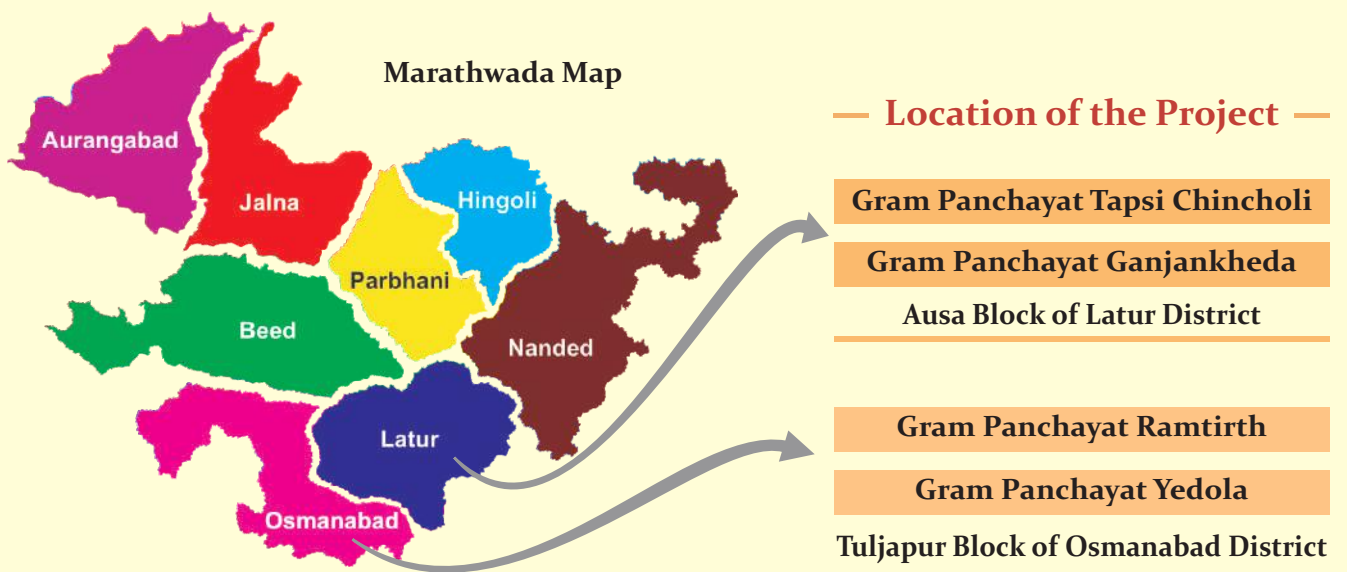 Marathwada Map
Aurangabad
Jalna
Hingoli
Parbhani
Beed
Nanded
Latur
Osmanabad
Location of the Project
Gram Panchayat Tapsi Chincholi
Gram Panchayat Ganjankheda
Ausa Block of Latur District
Gram Panchayat Ramtirth
Gram Panchayat Yedola
Tuljapur Block of Osmanabad District